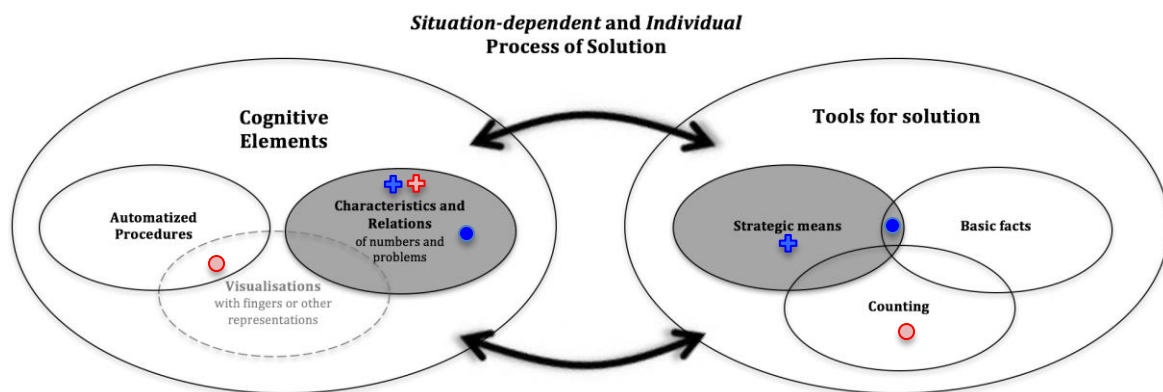 Situation-dependent and Individual
Process of Solution
Cognitive
Elements
Automatized
Procedures
Characteristics and
Relations
of numbers and
problems
Visualisations
with fingers or other
representations
Tools for solution
Strategic means
Basic facts
Counting